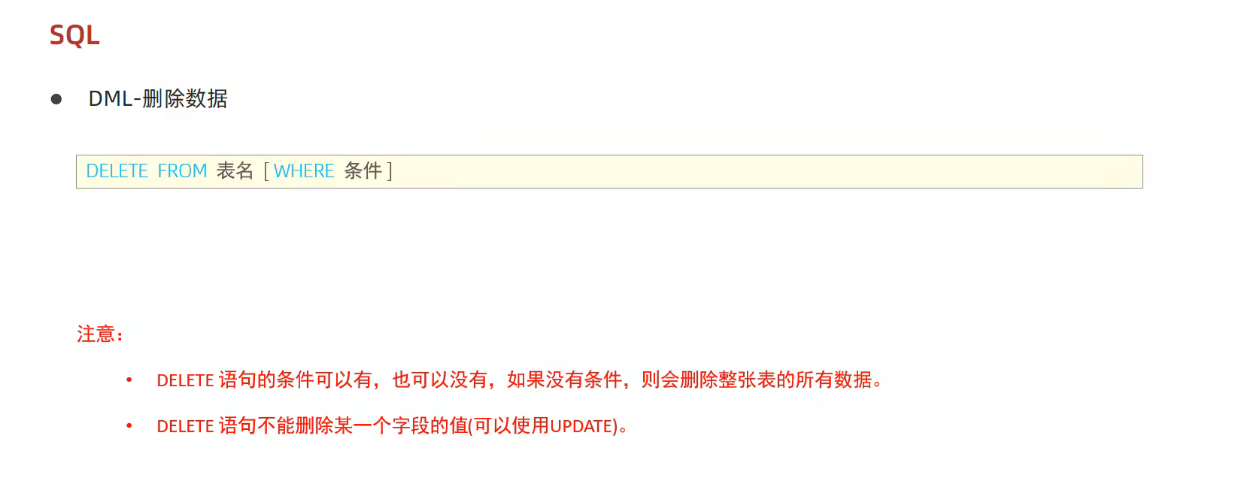 SQL
DML-删除数据
DELETE FROM 表名 [ WHERE 条件 ]
注意：
DELETE 语句的条件可以有，也可以没有，如果没有条件，则会删除整张表的所有数据。
DELETE 语句不能删除某一个字段的值(可以使用UPDATE)。